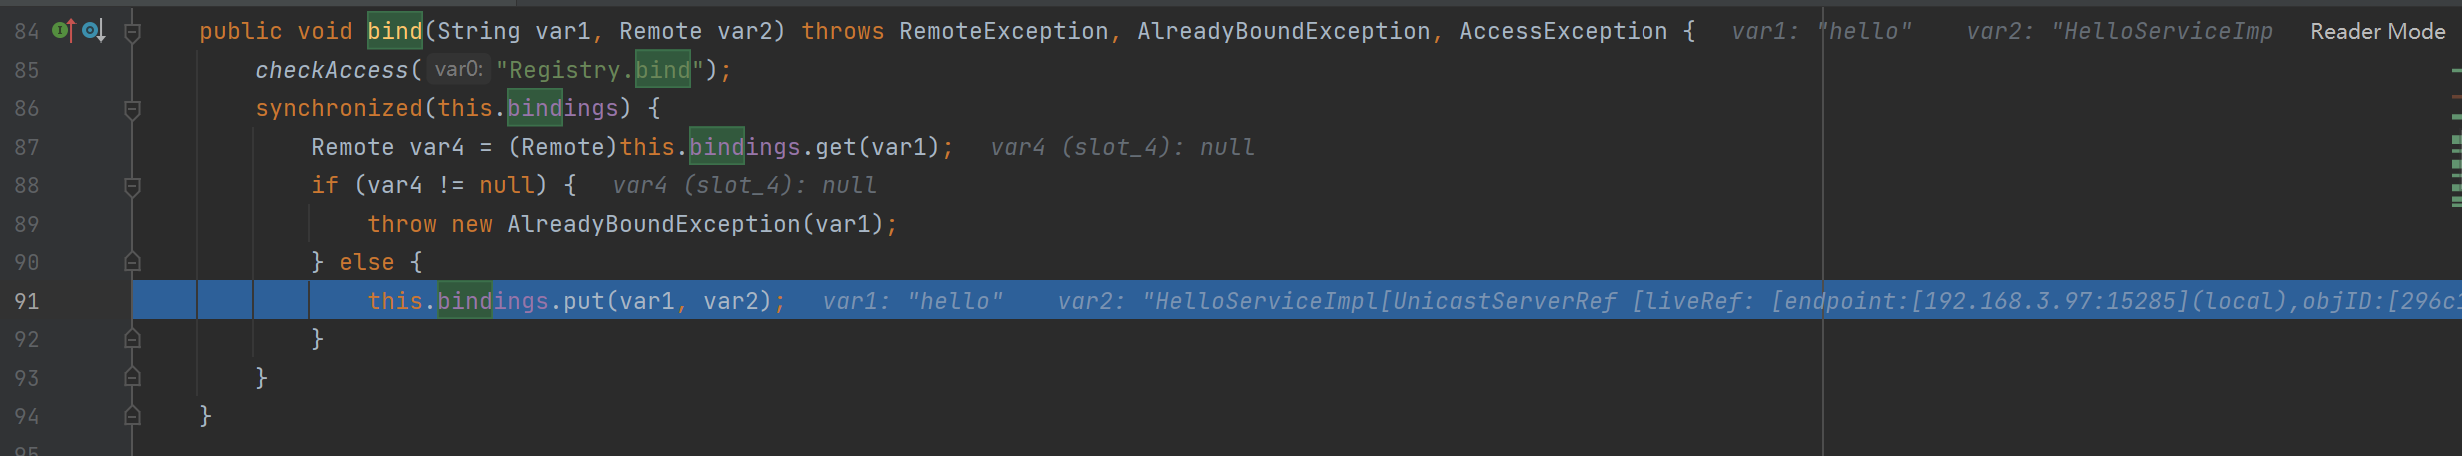 84 public void bind(String var1, Remote var2) throws RemoteException, AlreadyBoundException, AccessException { var1: "hello" var2: "HelloServiceImp Reader Mode
85 checkAccess( var0: "Registry.bind");
86 synchronized(this.bindings) {
87 Remote var4 = (Remote)this.bindings.get(var1); var4 (slot_4): null
88 if (var4 != null) { var4 (slot_4): null
89 throw new AlreadyBoundException(var1);
90 } else {
91 this.bindings.put(var1, var2); var1: "hello" var2: "HelloServiceImpl[UnicastServerRef [liveRef: [endpoint:[192.168.3.97:15285](local),objID:[296c
92 }
93 }
94 }
95